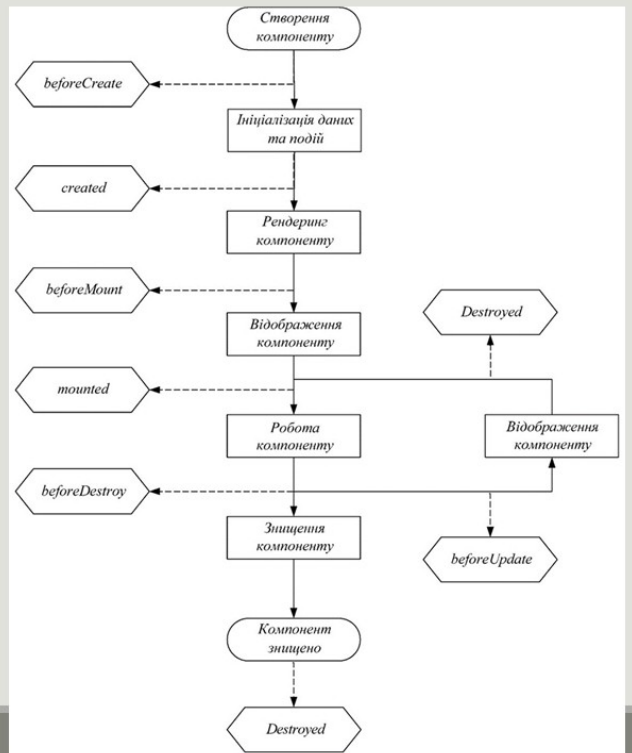 Створення
компоненту
beforeCreate
Ініціалізація даних
та подій
created
Рендеринг
компоненту
beforeMount
Відображення
компоненту
Destroyed
mounted
Робота
компоненту
Відображення
компоненту
beforeDestroy
Знищення
компоненту
beforeUpdate
Компонент
знищено
Destroyed